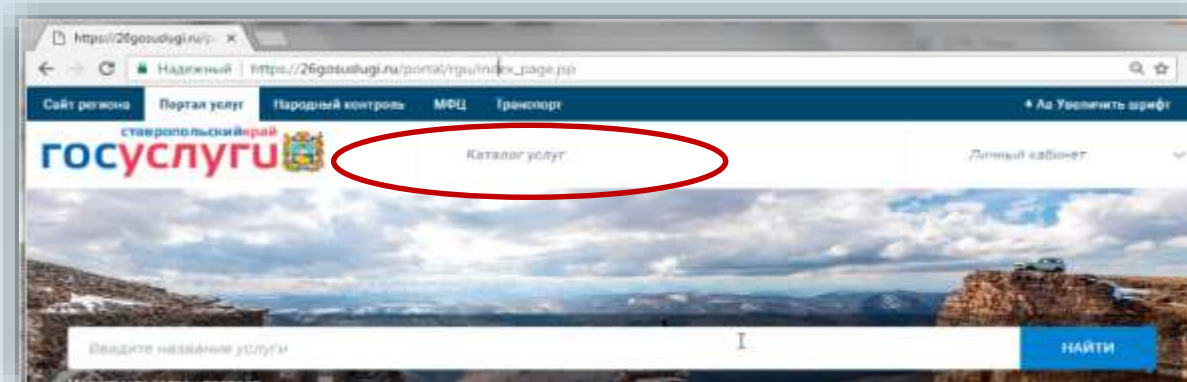 https://26gosuslugi.ru/p
Надежный https://26gosuslugi.ru/portal/rgu/index_page.jsp
Сайт региона Портал услуг Народный контроль МФЦ Транспорт + Аа Увеличить шрифт
ставропольскийкрай
госуслуги Каталог услуг Личный кабинет
Введите название услуги НАЙТИ